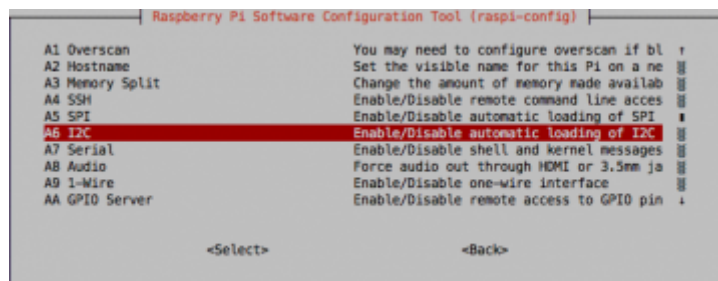 Raspberry Pi Software Configuration Tool (raspi-config)
A1 Overscan You may need to configure overscan if bl
A2 Hostname Set the visible name for this Pi on a ne
A3 Memory Split Change the amount of memory made availab
A4 SSH Enable/Disable remote command line acces
A5 SPI Enable/Disable automatic loading of SPI
A6 I2C Enable/Disable automatic loading of I2C
A7 Serial Enable/Disable shell and kernel messages
A8 Audio Force audio out through HDMI or 3.5mm ja
A9 1-Wire Enable/Disable one-wire interface
AA GPIO Server Enable/Disable remote access to GPIO pin
<Select> <Back>